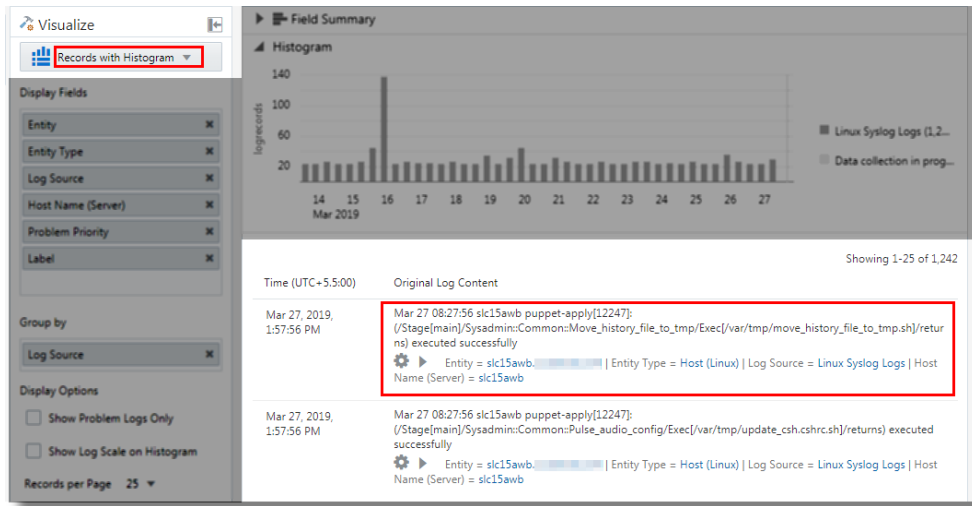 Visualize
Records with Histogram
Display Fields
Entity
Entity Type
Log Source
Host Name (Server)
Problem Priority
Label
Group by
Log Source
Display Options
Show Problem Logs Only
Show Log Scale on Histogram
Records per Page 25
Field Summary
Histogram
140
100
60
20
logrecords
14 15 16 17 18 19 20 21 22 23 24 25 26 27
Mar 2019
Linux Syslog Logs (1,2...
Data collection in prog...
Showing 1-25 of 1,242
Time (UTC+5.5:00) Original Log Content
Mar 27, 2019,
1:57:56 PM
Mar 27 08:27:56 slc15awb puppet-apply[12247]:
(/Stage[main]/Sysadmin::Common::Move_history_file_to_tmp/Exec[/var/tmp/move_history_file_to_tmp.sh]/retur
ns) executed successfully
Entity = slc15awb. | Entity Type = Host (Linux) | Log Source = Linux Syslog Logs | Host
Name (Server) = slc15awb
Mar 27, 2019,
1:57:56 PM
Mar 27 08:27:56 slc15awb puppet-apply[12247]:
(/Stage[main]/Sysadmin::Common::Pulse_audio_config/Exec[/var/tmp/update_csh.cshrc.sh]/returns) executed
successfully
Entity = slc15awb. | Entity Type = Host (Linux) | Log Source = Linux Syslog Logs | Host
Name (Server) = slc15awb